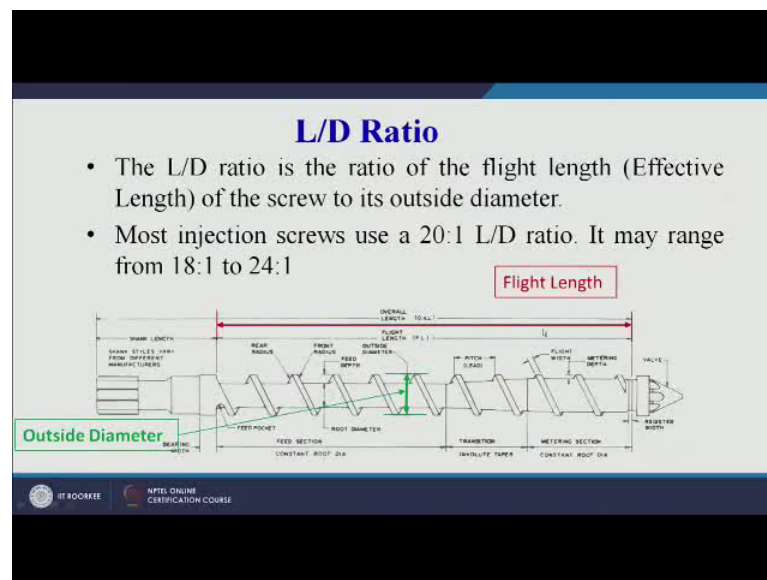 L/D Ratio
• The L/D ratio is the ratio of the flight length (Effective
Length) of the screw to its outside diameter.
• Most injection screws use a 20:1 L/D ratio. It may range
from 18:1 to 24:1
Flight Length
OVERALL
LENGTH
SHANK LENGTH
FLIGHT
LENGTH
SHANK STYLES VARY
FROM DIFFERENT
MANUFACTURERS
REAR
RADIUS
FRONT
RADIUS
FEED
DEPTH
OUTSIDE
DIAMETER
PITCH
(LEAD)
FLIGHT
WIDTH
METERING
DEPTH
VALVE
Outside Diameter
FEED POCKET
ROOT DIAMETER
REGISTER
WIDTH
BEARING
WIDTH
FEED SECTION
TRANSITION
METERING SECTION
CONSTANT ROOT DIA
INVOLUTE TAPER
CONSTANT ROOT DIA
IIT ROORKEE
NPTEL ONLINE
CERTIFICATION COURSE